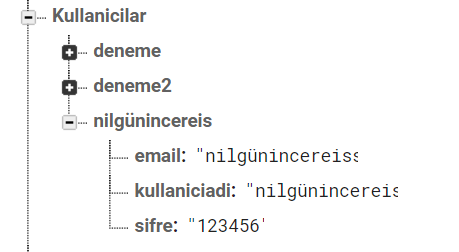 Kullanicilar
deneme
deneme2
nilgünincereis
email: "nilgünincereiss
kullaniciadi: "nilgünincereis
sifre: "123456"